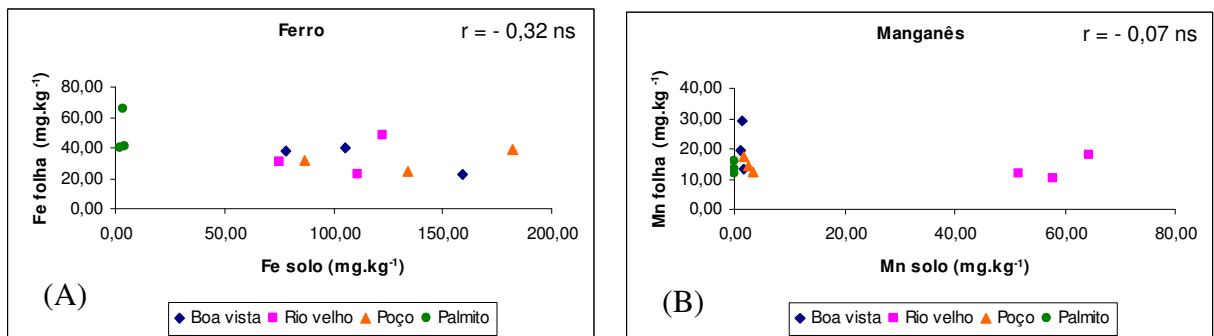 Ferro
r = - 0,32 ns
Fe folha (mg.kg⁻¹)
80,00
60,00
40,00
20,00
0,00
0,00 50,00 100,00 150,00 200,00
Fe solo (mg.kg⁻¹)
(A)
Boa vista Rio velho Poço Palmito
Manganês
r = - 0,07 ns
Mn folha (mg.kg⁻¹)
40,00
30,00
20,00
10,00
0,00
0,00 20,00 40,00 60,00 80,00
Mn solo (mg.kg⁻¹)
(B)
Boa vista Rio velho Poço Palmito